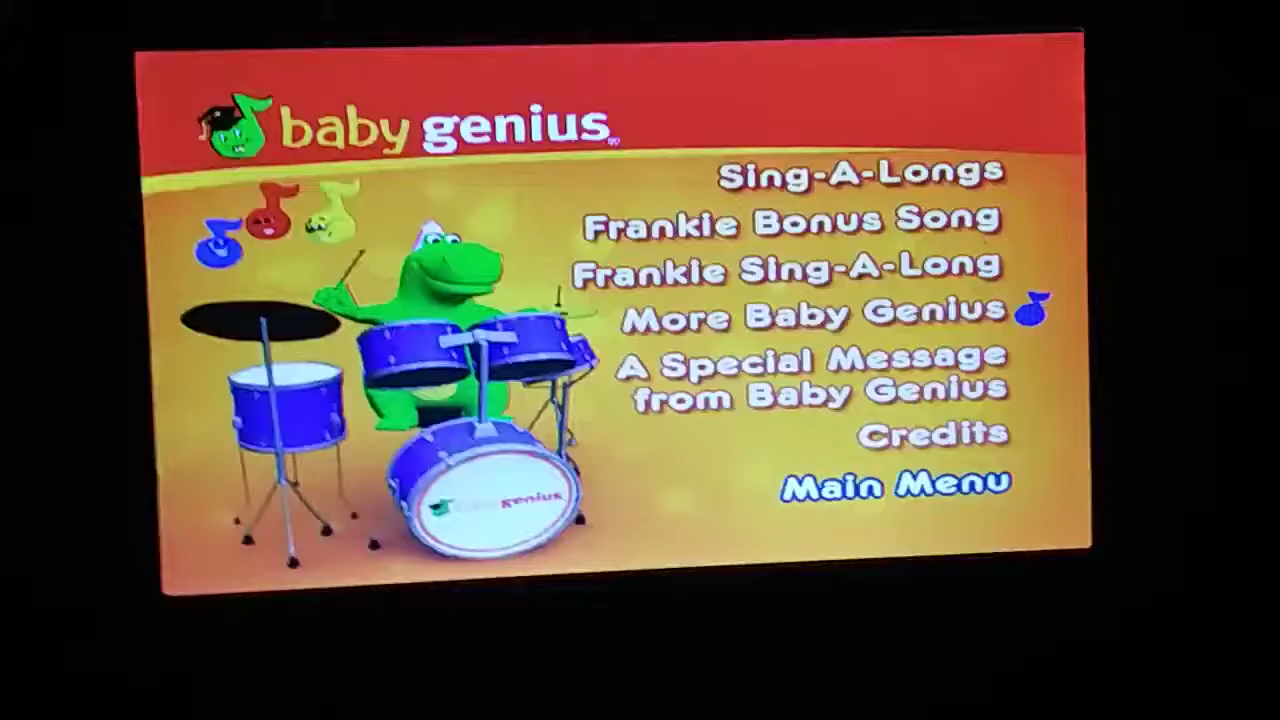 baby genius
Sing-A-Longs
Frankie Bonus Song
Frankie Sing-A-Long
More Baby Genius
A Special Message
from Baby Genius
Credits
Main Menu
genius